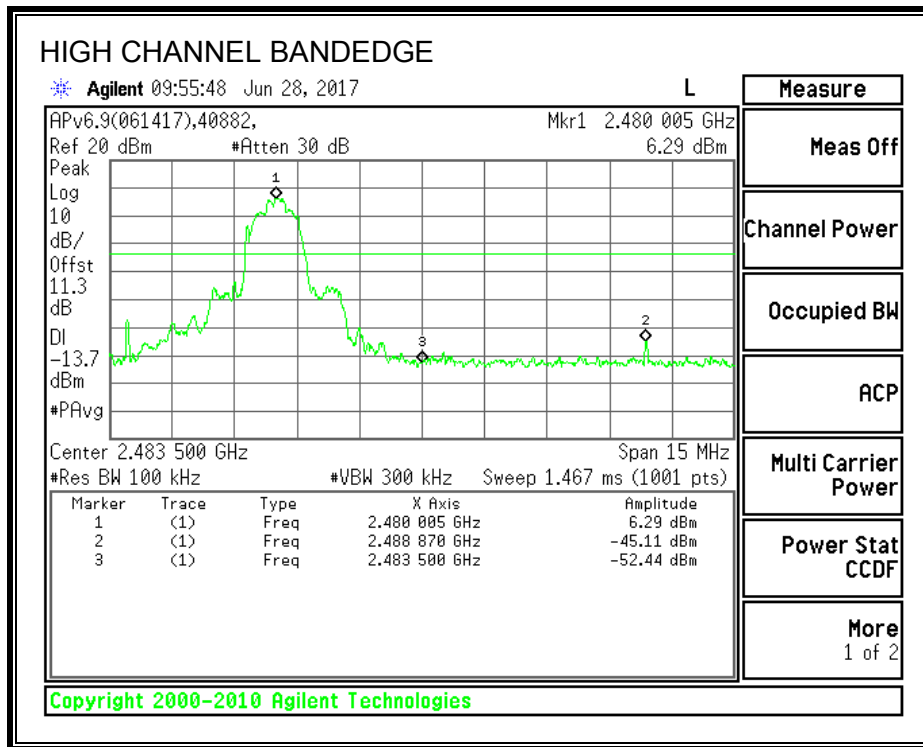 HIGH CHANNEL BANDEDGE
Agilent 09:55:48 Jun 28, 2017 L
APv6.9(061417),40882, Mkr1 2.480 005 GHz
Ref 20 dBm #Atten 30 dB 6.29 dBm
Peak
Log
10
dB/
Offst
11.3
dB
DI
-13.7
dBm
#PAvg
1
2
3
Center 2.483 500 GHz Span 15 MHz
#Res BW 100 kHz #VBW 300 kHz Sweep 1.467 ms (1001 pts)
Marker Trace Type X Axis Amplitude
1 (1) Freq 2.480 005 GHz 6.29 dBm
2 (1) Freq 2.488 870 GHz -45.11 dBm
3 (1) Freq 2.483 500 GHz -52.44 dBm
Measure
Meas Off
Channel Power
Occupied BW
ACP
Multi Carrier
Power
Power Stat
CCDF
More
1 of 2
Copyright 2000-2010 Agilent Technologies